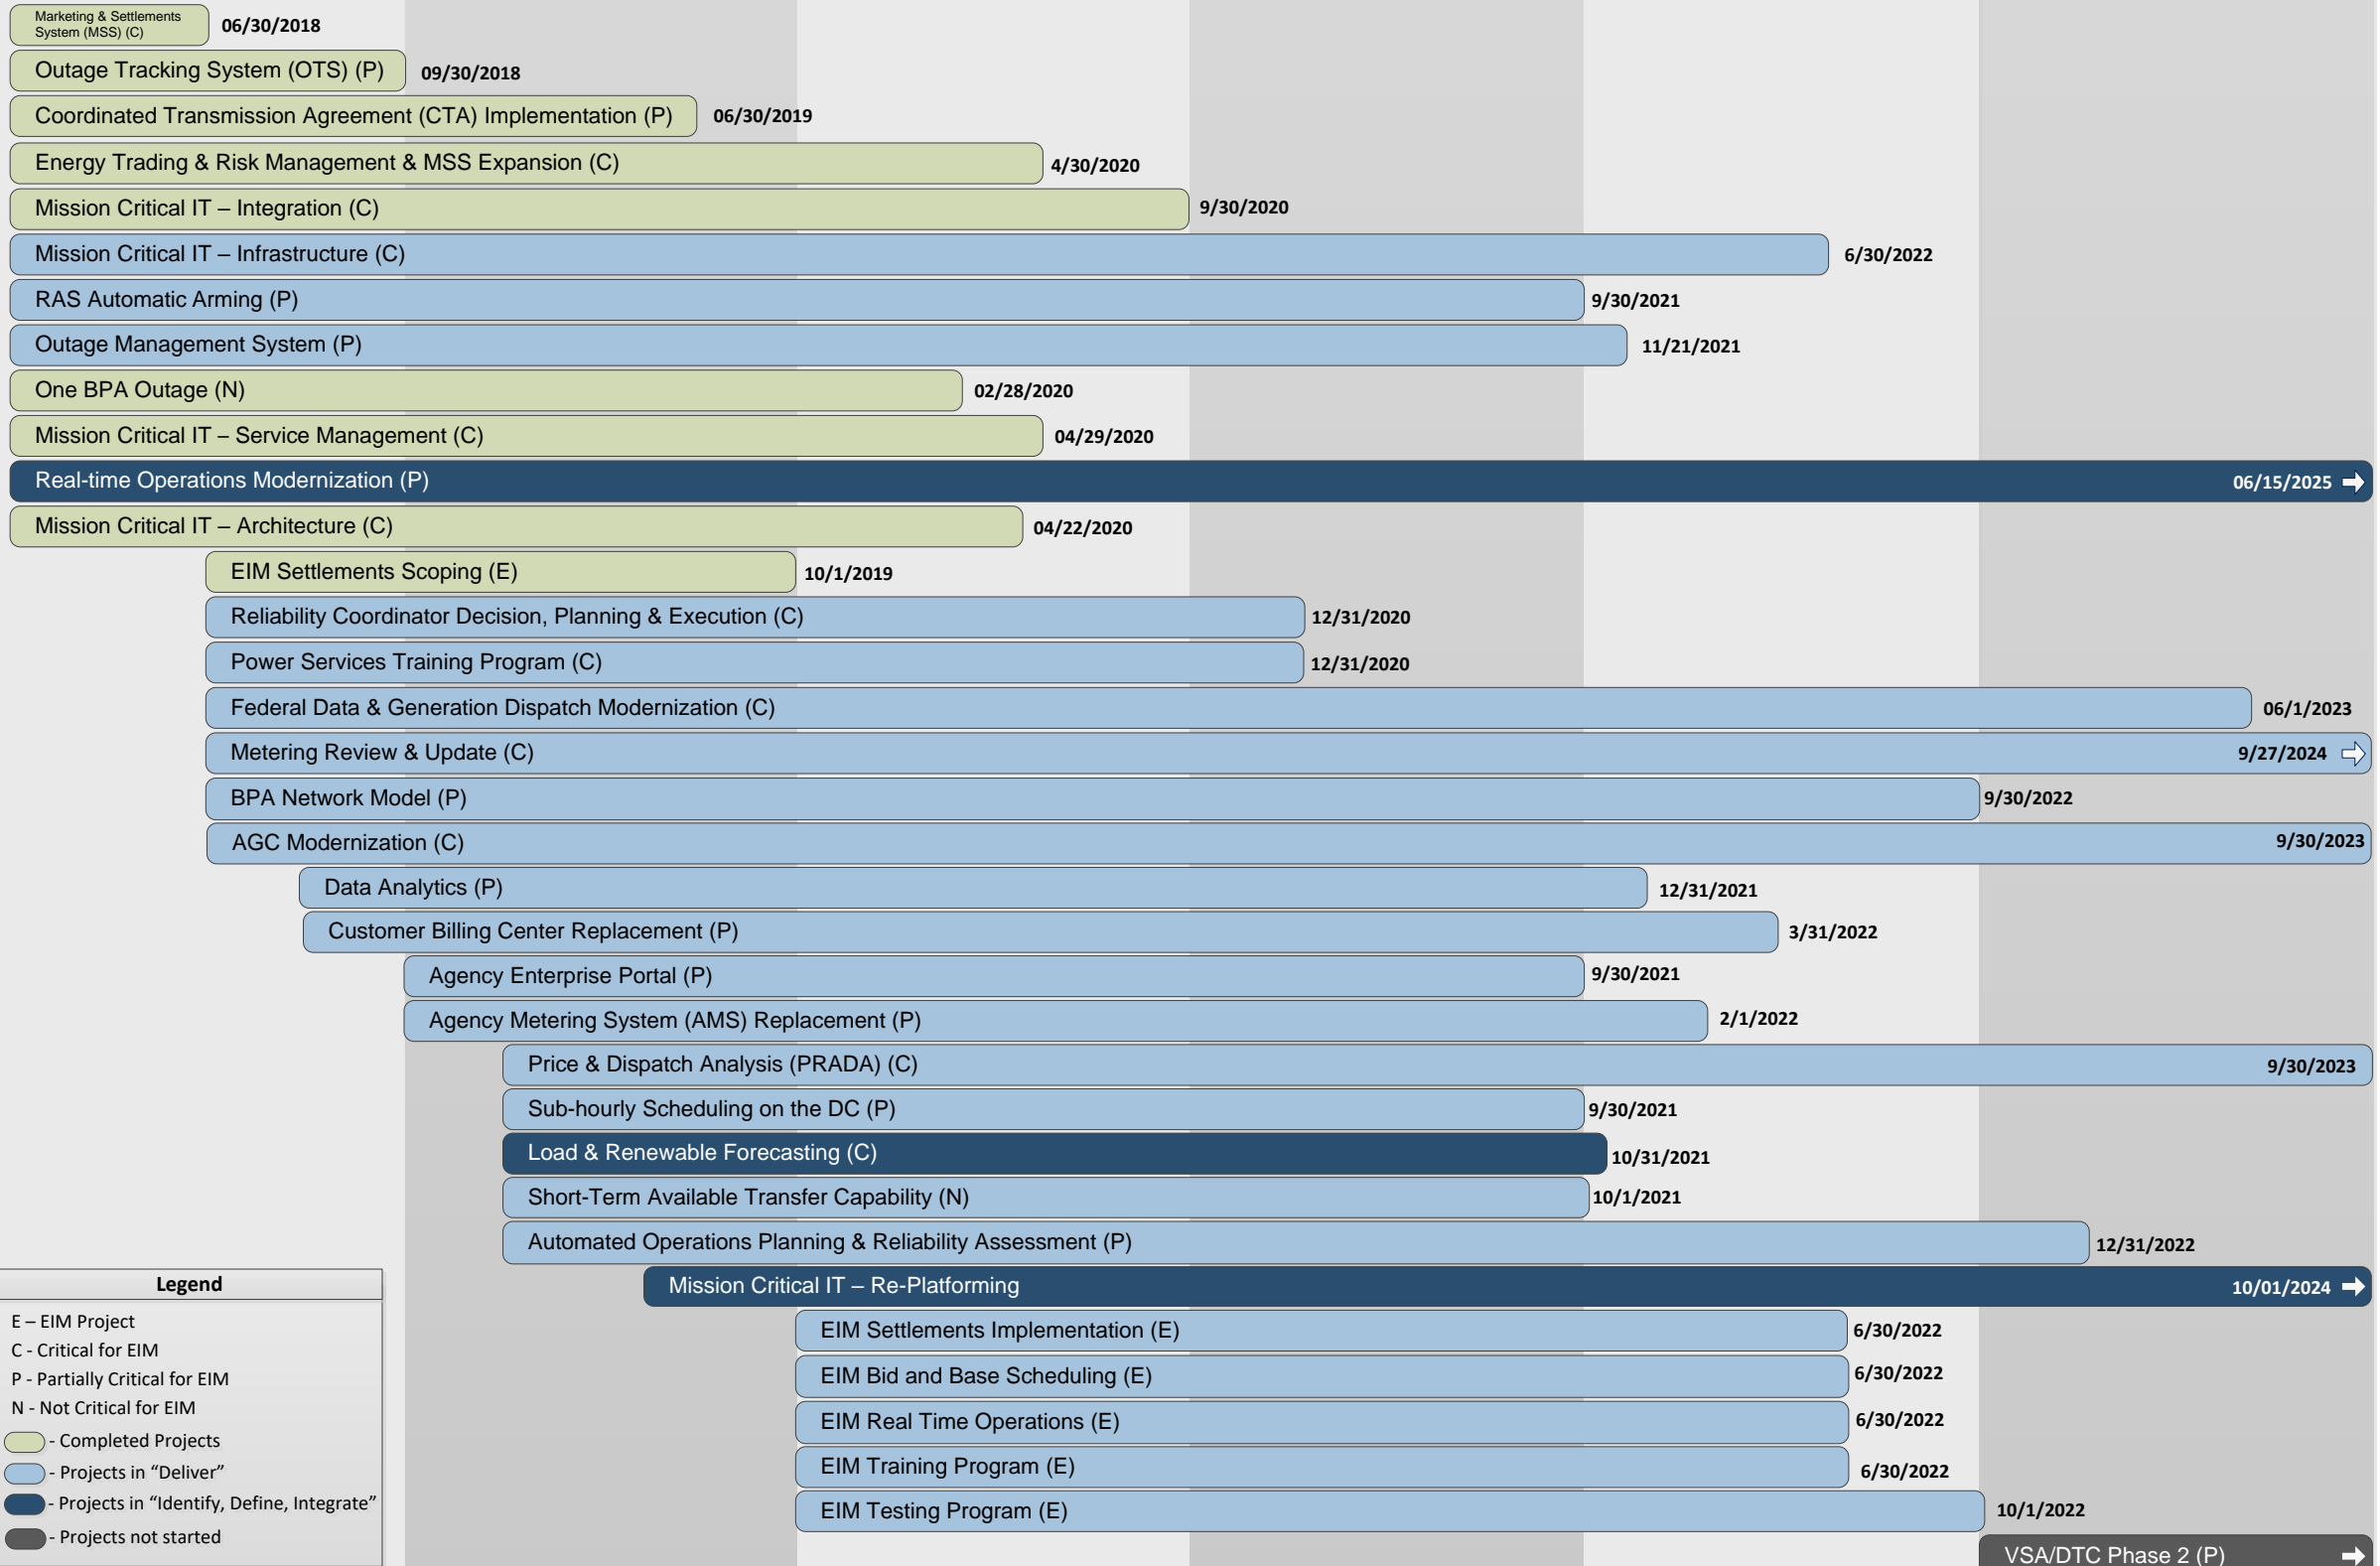 Marketing & Settlements
System (MSS) (C)
06/30/2018
Outage Tracking System (OTS) (P)
09/30/2018
Coordinated Transmission Agreement (CTA) Implementation (P)
06/30/2019
Energy Trading & Risk Management & MSS Expansion (C)
4/30/2020
Mission Critical IT – Integration (C)
9/30/2020
Mission Critical IT – Infrastructure (C)
6/30/2022
RAS Automatic Arming (P)
9/30/2021
Outage Management System (P)
11/21/2021
One BPA Outage (N)
02/28/2020
Mission Critical IT – Service Management (C)
04/29/2020
Real-time Operations Modernization (P)
06/15/2025
Mission Critical IT – Architecture (C)
04/22/2020
EIM Settlements Scoping (E)
10/1/2019
Reliability Coordinator Decision, Planning & Execution (C)
12/31/2020
Power Services Training Program (C)
12/31/2020
Federal Data & Generation Dispatch Modernization (C)
06/1/2023
Metering Review & Update (C)
9/27/2024
BPA Network Model (P)
9/30/2022
AGC Modernization (C)
9/30/2023
Data Analytics (P)
12/31/2021
Customer Billing Center Replacement (P)
3/31/2022
Agency Enterprise Portal (P)
9/30/2021
Agency Metering System (AMS) Replacement (P)
2/1/2022
Price & Dispatch Analysis (PRADA) (C)
9/30/2023
Sub-hourly Scheduling on the DC (P)
9/30/2021
Load & Renewable Forecasting (C)
10/31/2021
Short-Term Available Transfer Capability (N)
10/1/2021
Automated Operations Planning & Reliability Assessment (P)
12/31/2022
Mission Critical IT – Re-Platforming
10/01/2024
EIM Settlements Implementation (E)
6/30/2022
EIM Bid and Base Scheduling (E)
6/30/2022
EIM Real Time Operations (E)
6/30/2022
EIM Training Program (E)
6/30/2022
EIM Testing Program (E)
10/1/2022
VSA/DTC Phase 2 (P)
Legend
E – EIM Project
C - Critical for EIM
P - Partially Critical for EIM
N - Not Critical for EIM
- Completed Projects
- Projects in “Deliver”
- Projects in “Identify, Define, Integrate”
- Projects not started